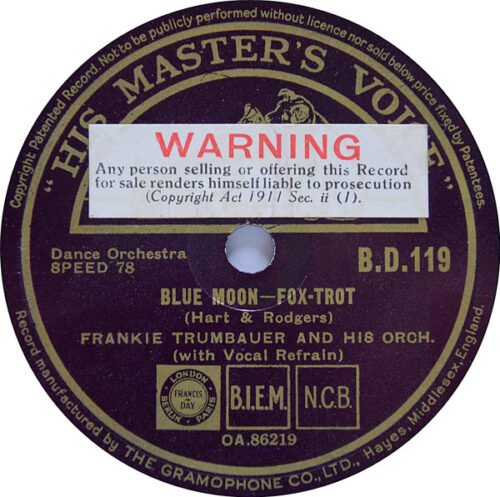 Copyright Patented Record. Not to be publicly performed without licence nor sold below price fixed by Patentees.
"HIS MASTER'S VOICE"
WARNING
Any person selling or offering this Record
for sale renders himself liable to prosecution
(Copyright Act 1911 Sec. ii (1).
Dance Orchestra
SPEED 78
B.D.119
BLUE MOON—FOX-TROT
(Hart & Rodgers)
FRANKIE TRUMBAUER AND HIS ORCH.
(with Vocal Refrain)
LONDON
FRANCIS-DAY
BERLIN PARIS
B.I.E.M.
N.C.B.
OA.86219
Record manufactured by THE GRAMOPHONE CO., LTD., Hayes, Middlesex, England.